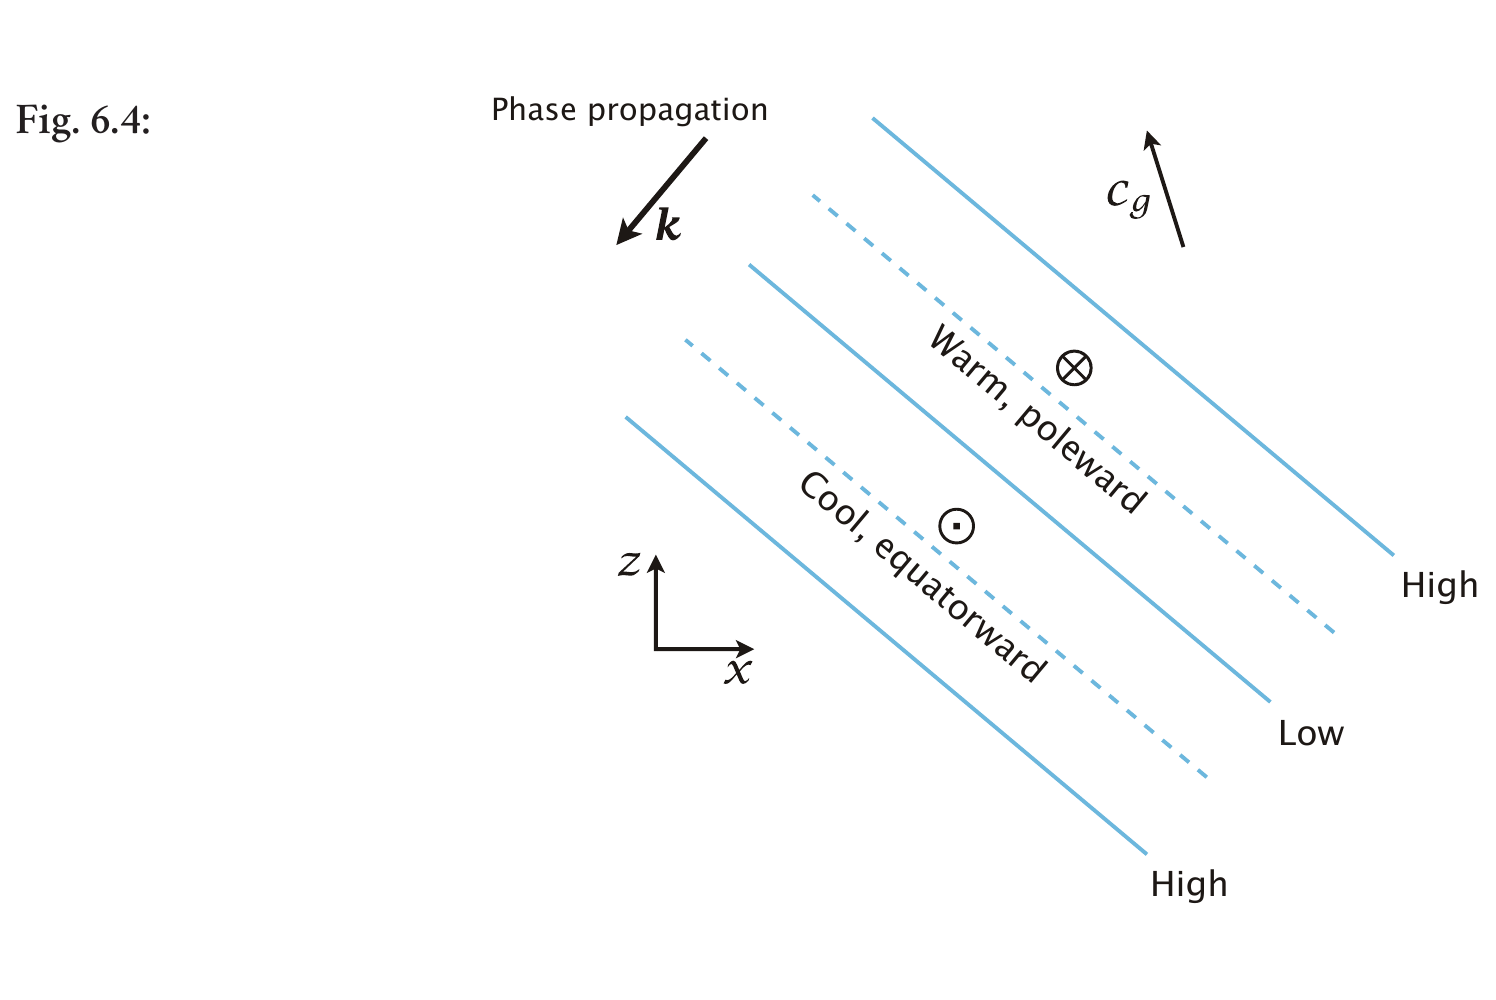 Fig. 6.4:
Phase propagation
k
c_g
Warm, poleward
Cool, equatorward
z
x
High
Low
High